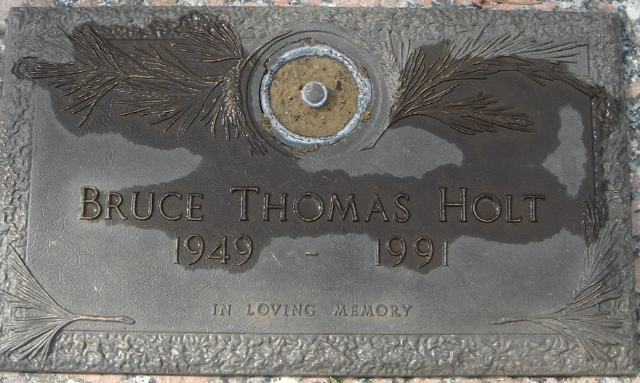 Bruce Thomas Holt
1949 - 1991
IN LOVING MEMORY